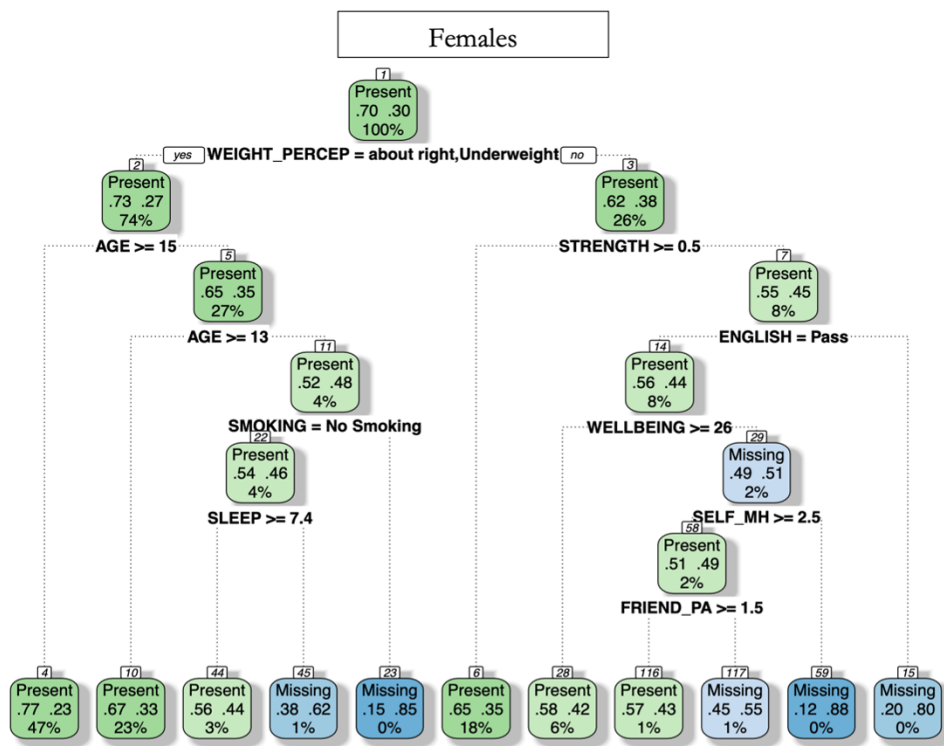 Females
1
Present
.70 .30
100%
yes WEIGHT_PERCEP = about right,Underweight no
2
Present
.73 .27
74%
AGE >= 15
3
Present
.62 .38
26%
STRENGTH >= 0.5
5
Present
.65 .35
27%
AGE >= 13
7
Present
.55 .45
8%
ENGLISH = Pass
11
Present
.52 .48
4%
SMOKING = No Smoking
14
Present
.56 .44
8%
WELLBEING >= 26
22
Present
.54 .46
4%
SLEEP >= 7.4
29
Missing
.49 .51
2%
SELF_MH >= 2.5
58
Present
.51 .49
2%
FRIEND_PA >= 1.5
4
Present
.77 .23
47%
10
Present
.67 .33
23%
44
Present
.56 .44
3%
45
Missing
.38 .62
1%
23
Missing
.15 .85
0%
6
Present
.65 .35
18%
28
Present
.58 .42
6%
116
Present
.57 .43
1%
117
Missing
.45 .55
1%
59
Missing
.12 .88
0%
15
Missing
.20 .80
0%